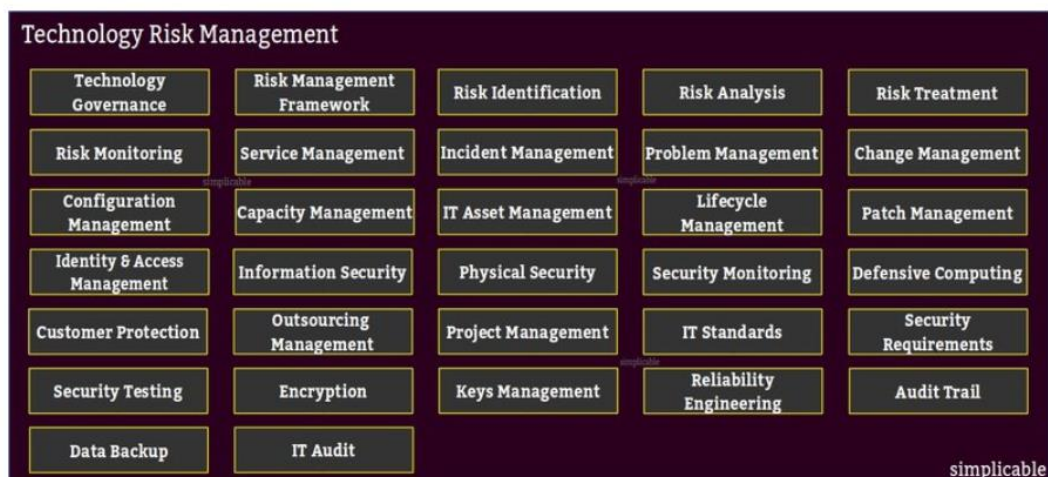 Technology Risk Management
Technology
Governance
Risk Management
Framework
Risk Identification
Risk Analysis
Risk Treatment
Risk Monitoring
Service Management
Incident Management
Problem Management
Change Management
simplicable
simplicable
Configuration
Management
Capacity Management
IT Asset Management
Lifecycle
Management
Patch Management
Identity & Access
Management
Information Security
Physical Security
Security Monitoring
Defensive Computing
Customer Protection
Outsourcing
Management
Project Management
IT Standards
Security
Requirements
simplicable
Security Testing
Encryption
Keys Management
Reliability
Engineering
Audit Trail
Data Backup
IT Audit
simplicable